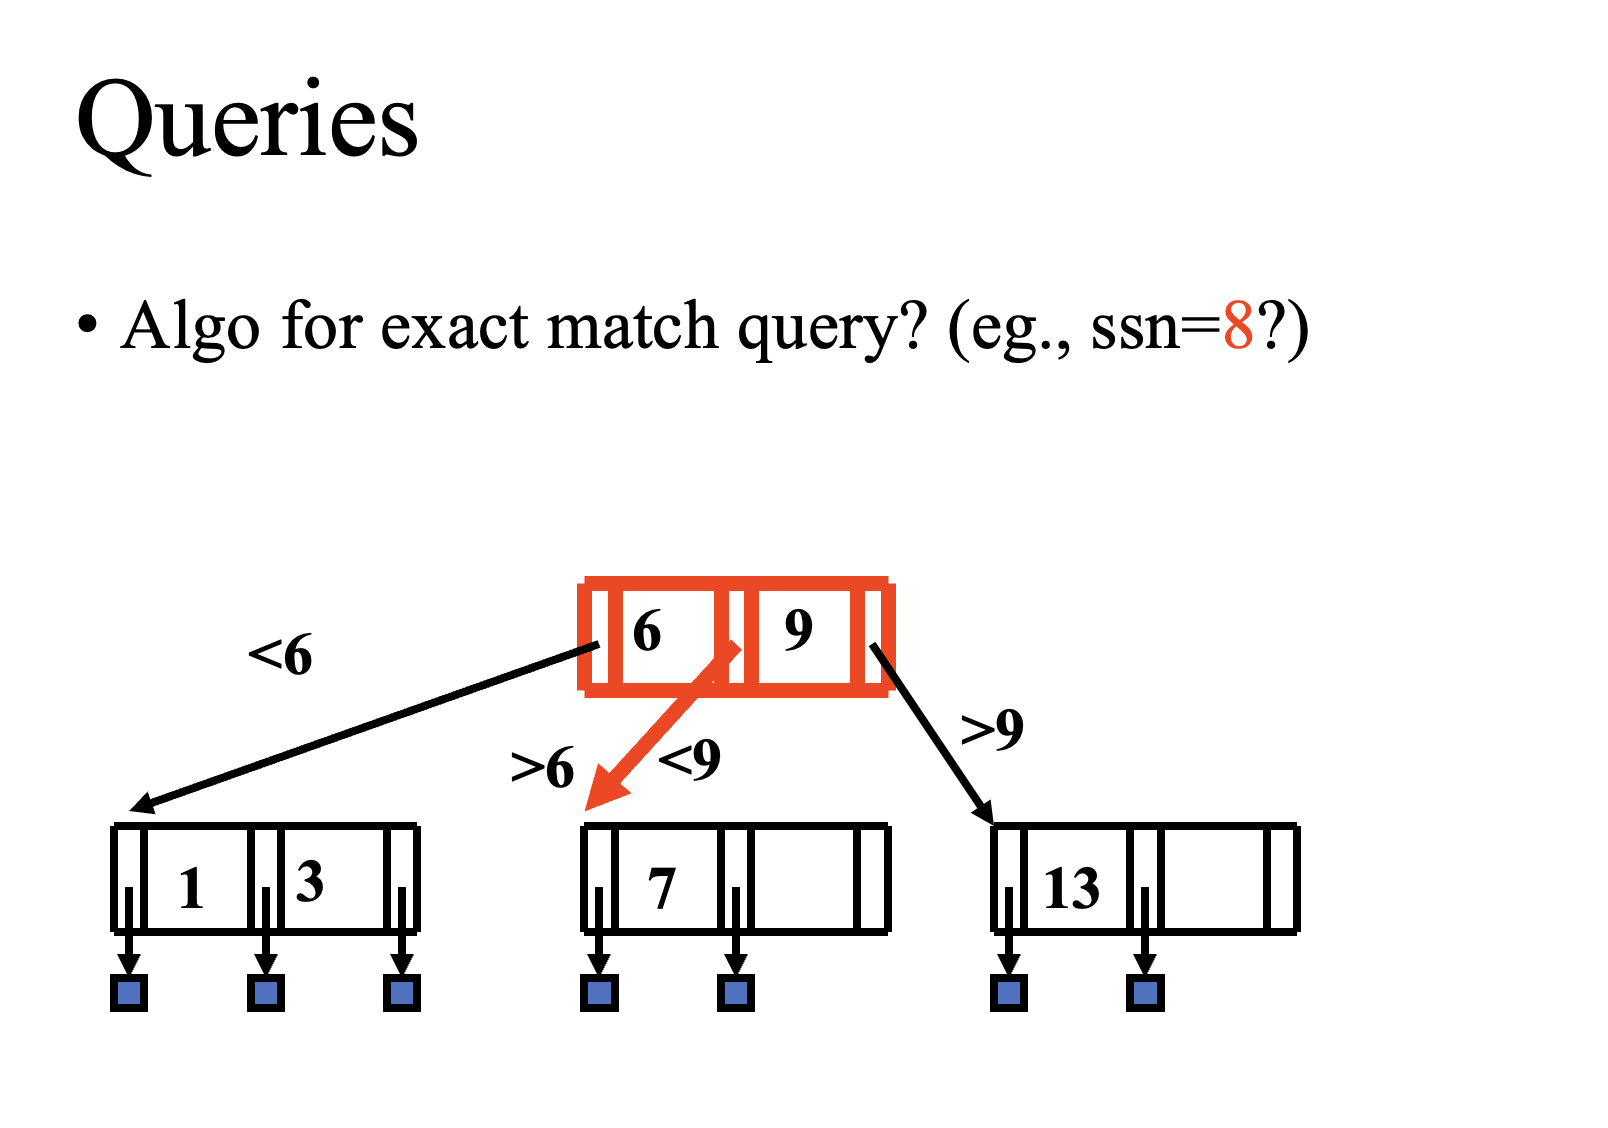 Queries
• Algo for exact match query? (eg., ssn=8?)
6 9
<6
>9
>6 <9
1 3 7 13